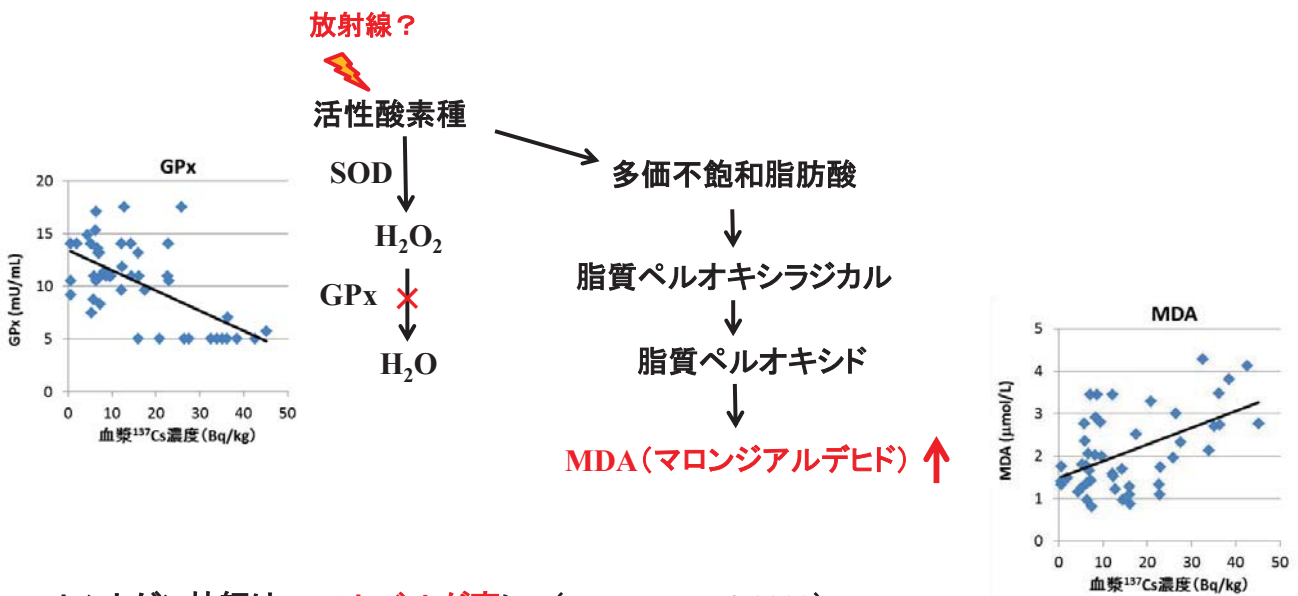 放射線?
活性酸素種
SOD
H₂O₂
GPx
H₂O
多価不飽和脂肪酸
脂質ペルオキシラジカル
脂質ペルオキシド
MDA(マロンジアルデヒド)
GPx
GPx (mU/mL)
20
15
10
5
0
0 10 20 30 40 50
血漿¹³⁷Cs濃度(Bq/kg)
MDA
MDA (μmol/L)
5
4
3
2
1
0
0 10 20 30 40 50
血漿¹³⁷Cs濃度(Bq/kg)